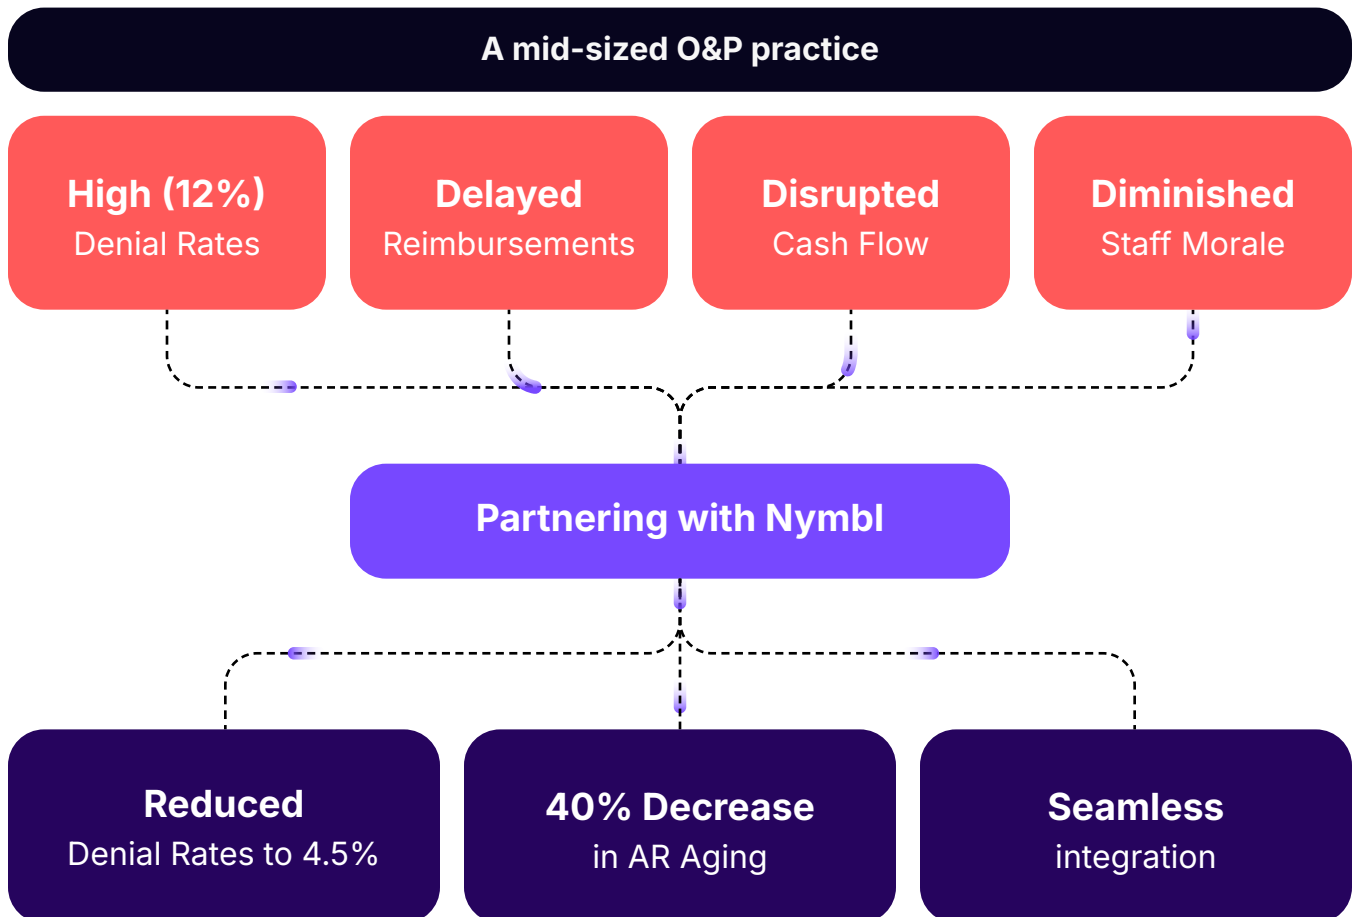 A mid-sized O&P practice
High (12%)
Denial Rates
Delayed
Reimbursements
Disrupted
Cash Flow
Diminished
Staff Morale
Partnering with Nymbl
Reduced
Denial Rates to 4.5%
40% Decrease
in AR Aging
Seamless
integration